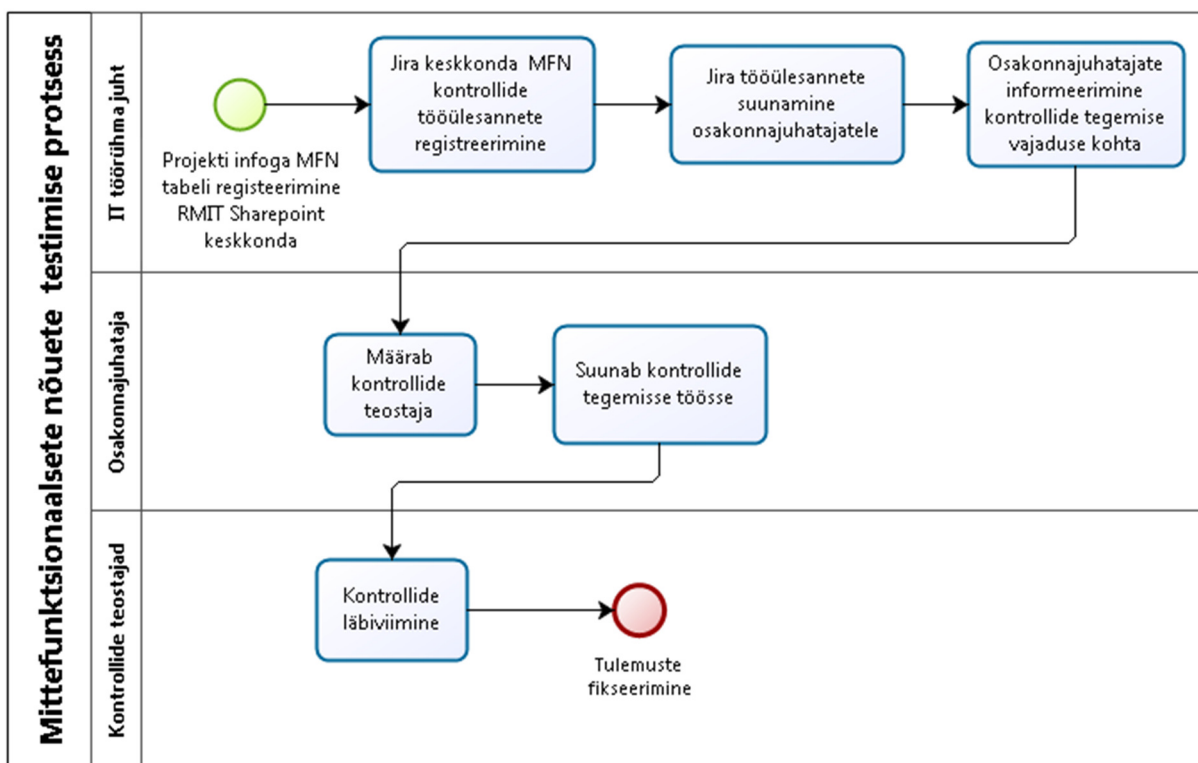 Mittefunktsionaalsete nõuete testimise protsess
IT töörühma juht
Projekti infoga MFN
tabeli registeerimine
RMIT Sharepoint
keskkonda
Jira keskkonda MFN
kontrollide
tööülesannete
registreerimine
Jira tööülesannete
suunamine
osakonnajuhatajatele
Osakonnajuhatajate
informeerimine
kontrollide tegemise
vajaduse kohta
Osakonnajuhataja
Määrab
kontrollide
teostaja
Suunab kontrollide
tegemisse töösse
Kontrollide teostajad
Kontrollide
läbiviimine
Tulemuste
fikseerimine